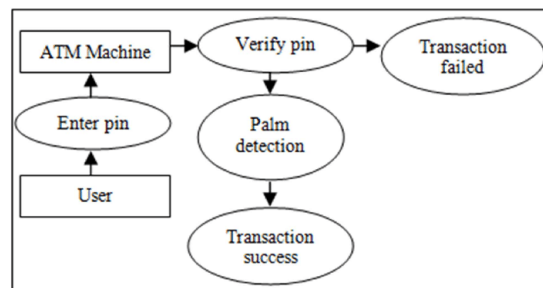 ATM Machine
Verify pin
Transaction
failed
Enter pin
Palm
detection
User
Transaction
success